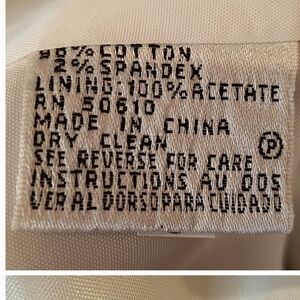 98% COTTON
2% SPANDEX
LINING: 100% ACETATE
RN 50610
MADE IN CHINA
DRY CLEAN Ⓟ
SEE REVERSE FOR CARE
INSTRUCTIONS AU DOS
VER AL DORSO PARA CUIDADO